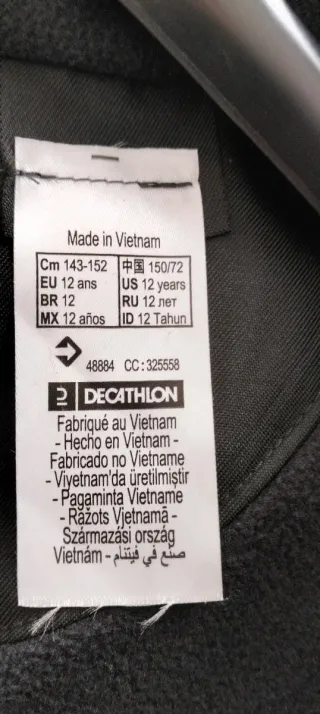 Made in Vietnam
Cm 143-152 中国 150/72
EU 12 ans US 12 years
BR 12 RU 12 лет
MX 12 años ID 12 Tahun
48884 CC:325558
DECATHLON
Fabriqué au Vietnam
- Hecho en Vietnam -
Fabricado no Vietname
- Vıyetnam'da üretilmiştir
- Pagaminta Vietname
- Ražots Vjetnamā -
Származási ország
Vietnám - صنع في فيتنام